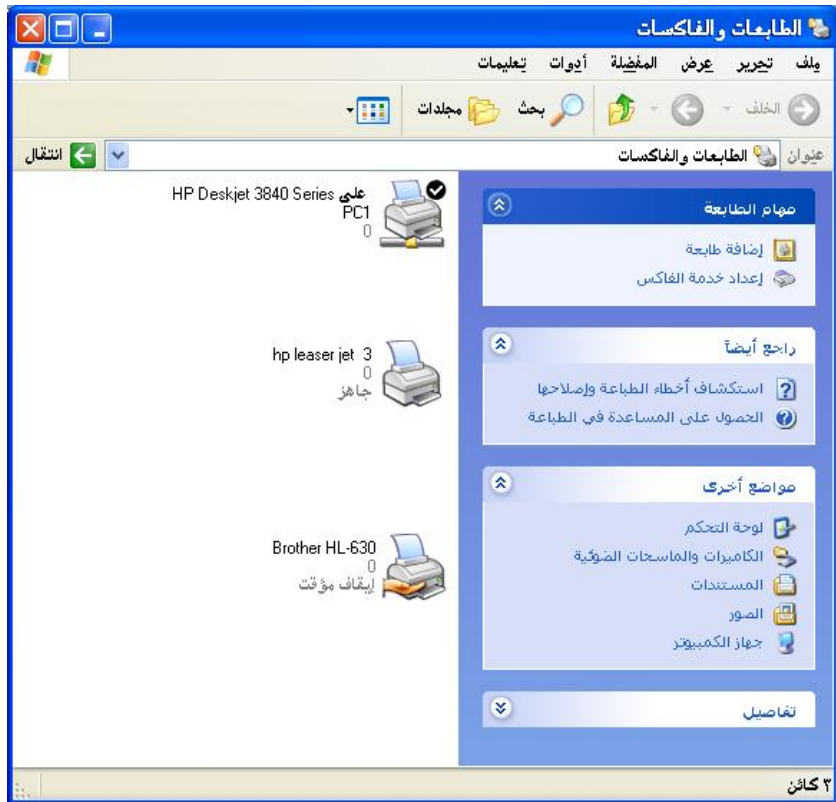 الطابعات والفاكسات
ملف تحرير عرض المفضلة أدوات تعليمات
الخلف بحث مجلدات
عنوان الطابعات والفاكسات انتقال
مهام الطابعة
إضافة طابعة
إعداد خدمة الفاكس
راجع أيضاً
استكشاف أخطاء الطباعة وإصلاحها
الحصول على المساعدة في الطباعة
مواضع أخرى
لوحة التحكم
الكاميرات والماسحات الضوئية
المستندات
الصور
جهاز الكمبيوتر
تفاصيل
HP Deskjet 3840 Series على
PC1
0
hp leaser jet 3
0
جاهز
Brother HL-630
0
إيقاف مؤقت
٣ كائن